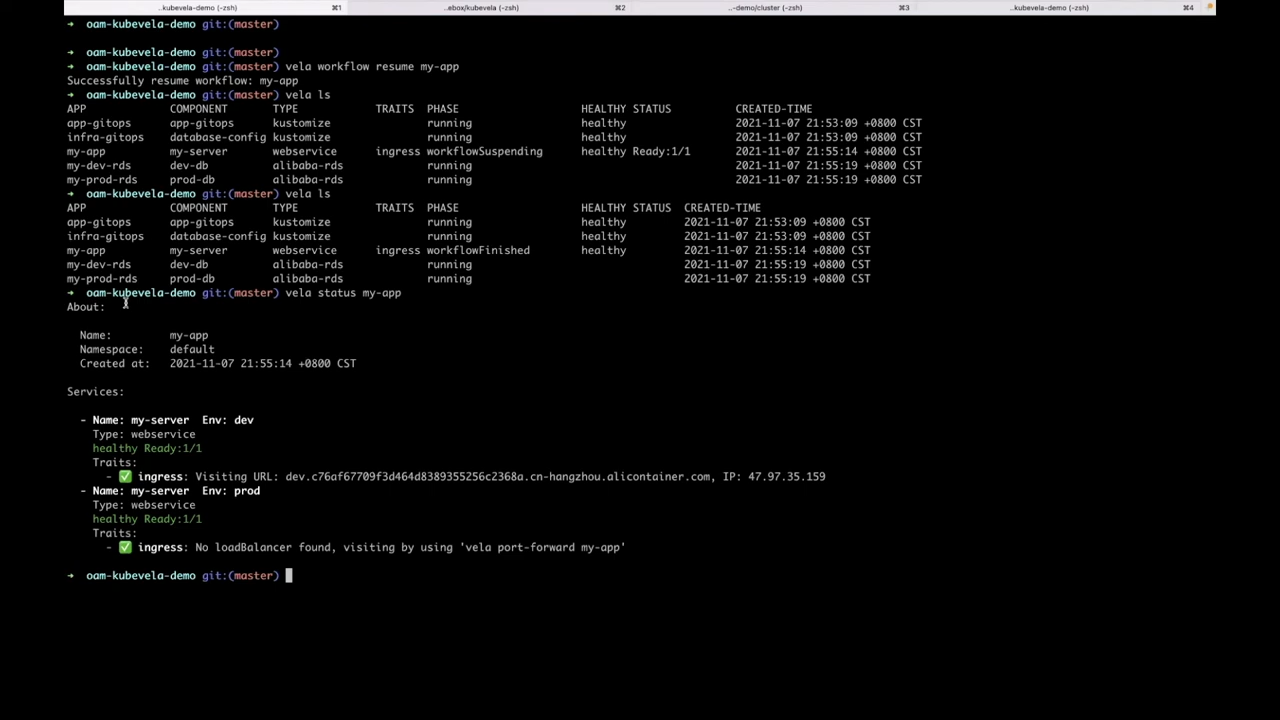 ..kubevela-demo (-zsh) ⌘1 ..ebox/kubevela (-zsh) ⌘2 ..-demo/cluster (-zsh) ⌘3 ..kubevela-demo (-zsh) ⌘4
➜ oam-kubevela-demo git:(master)
➜ oam-kubevela-demo git:(master)
➜ oam-kubevela-demo git:(master) vela workflow resume my-app
Successfully resume workflow: my-app
➜ oam-kubevela-demo git:(master) vela ls
APP COMPONENT TYPE TRAITS PHASE HEALTHY STATUS CREATED-TIME
app-gitops app-gitops kustomize running healthy 2021-11-07 21:53:09 +0800 CST
infra-gitops database-config kustomize running healthy 2021-11-07 21:53:09 +0800 CST
my-app my-server webservice ingress workflowSuspending healthy Ready:1/1 2021-11-07 21:55:14 +0800 CST
my-dev-rds dev-db alibaba-rds running 2021-11-07 21:55:19 +0800 CST
my-prod-rds prod-db alibaba-rds running 2021-11-07 21:55:19 +0800 CST
➜ oam-kubevela-demo git:(master) vela ls
APP COMPONENT TYPE TRAITS PHASE HEALTHY STATUS CREATED-TIME
app-gitops app-gitops kustomize running healthy 2021-11-07 21:53:09 +0800 CST
infra-gitops database-config kustomize running healthy 2021-11-07 21:53:09 +0800 CST
my-app my-server webservice ingress workflowFinished healthy 2021-11-07 21:55:14 +0800 CST
my-dev-rds dev-db alibaba-rds running 2021-11-07 21:55:19 +0800 CST
my-prod-rds prod-db alibaba-rds running 2021-11-07 21:55:19 +0800 CST
➜ oam-kubevela-demo git:(master) vela status my-app
About:
Name: my-app
Namespace: default
Created at: 2021-11-07 21:55:14 +0800 CST
Services:
- Name: my-server Env: dev
Type: webservice
healthy Ready:1/1
Traits:
- ✅ ingress: Visiting URL: dev.c76af67709f3d464d8389355256c2368a.cn-hangzhou.alicontainer.com, IP: 47.97.35.159
- Name: my-server Env: prod
Type: webservice
healthy Ready:1/1
Traits:
- ✅ ingress: No loadBalancer found, visiting by using 'vela port-forward my-app'
➜ oam-kubevela-demo git:(master)